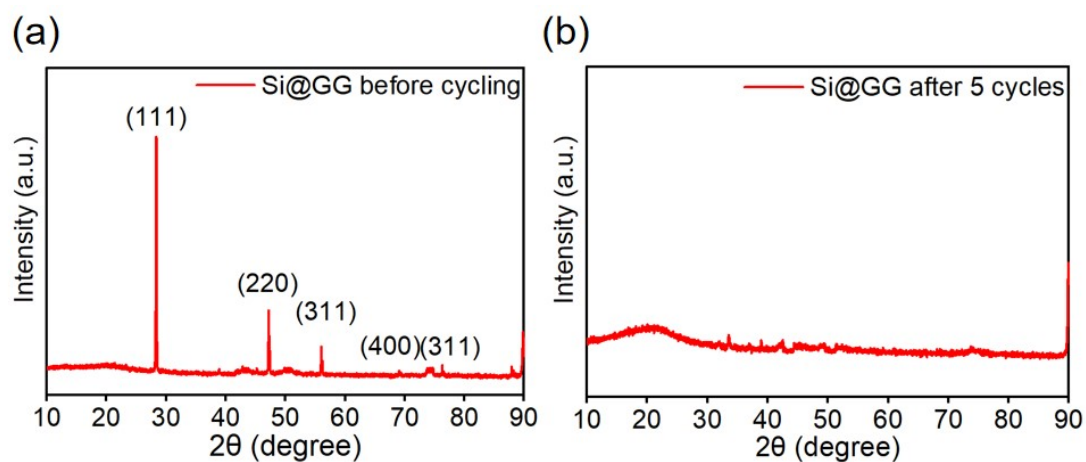 (a)
Si@GG before cycling
(111)
(220)
(311)
(400)
(311)
Intensity (a.u.)
10 20 30 40 50 60 70 80 90
2θ (degree)
(b)
Si@GG after 5 cycles
Intensity (a.u.)
10 20 30 40 50 60 70 80 90
2θ (degree)